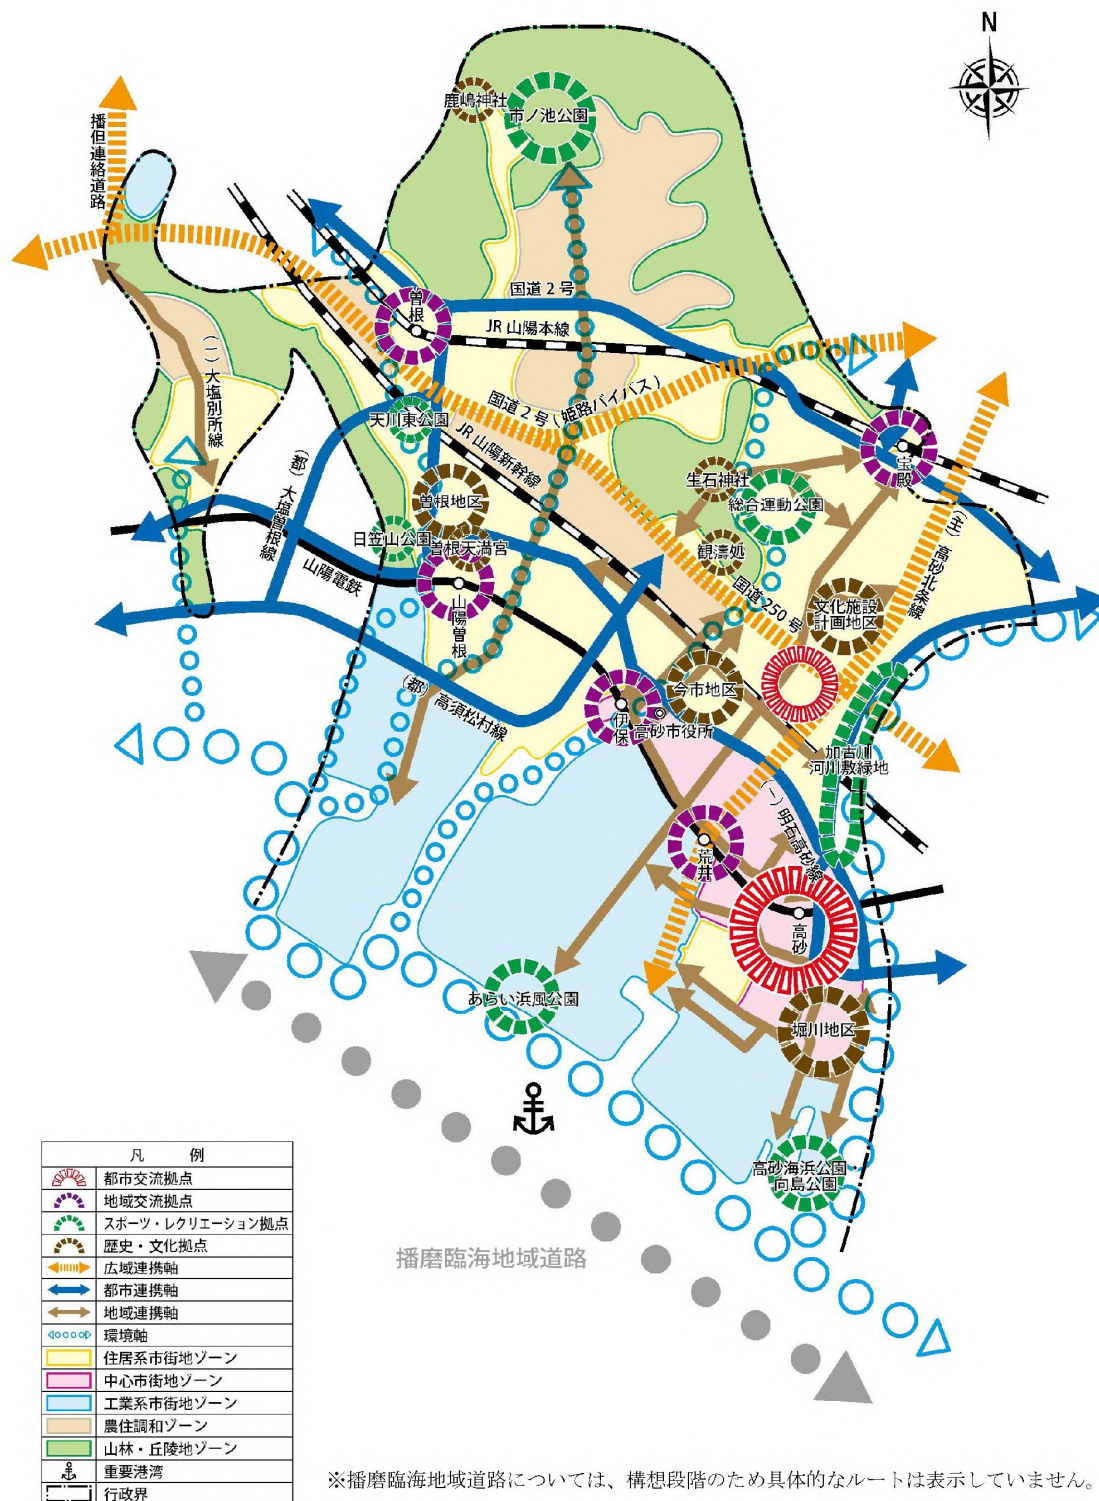 N
鹿嶋神社
市ノ池公園
播但連絡道路
曽根
国道2号
JR山陽本線
(一)大塩別所線
国道2号(姫路バイパス)
天川東公園
JR山陽新幹線
宝殿
(都)大塩曽根線
曽根地区
生石神社
総合運動公園
(主)高砂北条線
日笠山公園
曽根天満宮
観濤処
山陽電鉄
山陽曽根
国道250号
文化施設
計画地区
(都)高須松村線
今市地区
伊保
高砂市役所
加古川
河川敷緑地
(一)明石高砂線
荒井
高砂
あらい浜風公園
堀川地区
高砂海浜公園・
向島公園
播磨臨海地域道路
凡 例
都市交流拠点
地域交流拠点
スポーツ・レクリエーション拠点
歴史・文化拠点
広域連携軸
都市連携軸
地域連携軸
環境軸
住居系市街地ゾーン
中心市街地ゾーン
工業系市街地ゾーン
農住調和ゾーン
山林・丘陵地ゾーン
重要港湾
行政界
※播磨臨海地域道路については、構想段階のため具体的なルートは表示していません。